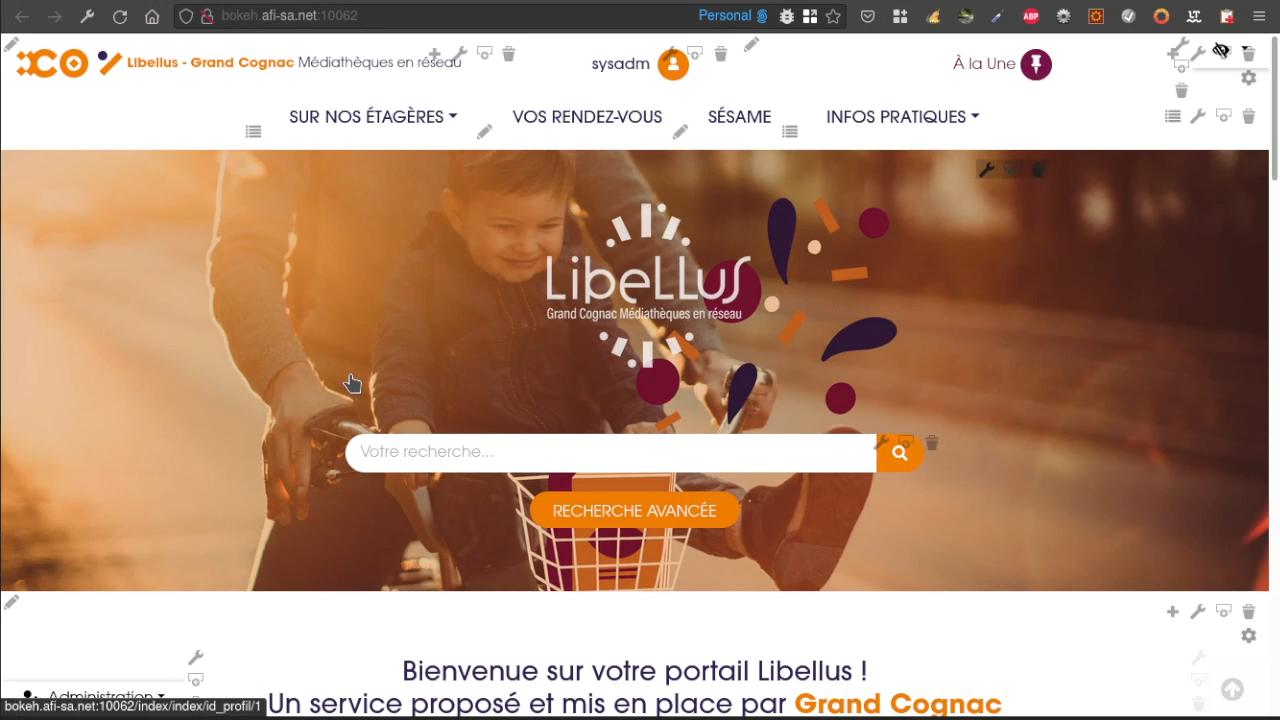 bokeh.afi-sa.net:10062
Personal
ABP
Libellus - Grand Cognac Médiathèques en réseau
sysadm
À la Une
SUR NOS ÉTAGÈRES
VOS RENDEZ-VOUS
SÉSAME
INFOS PRATIQUES
LibeLLus
Grand Cognac Médiathèques en réseau
Votre recherche...
RECHERCHE AVANCÉE
Bienvenue sur votre portail Libellus !
Administration
Un service proposé et mis en place par Grand Cognac
bokeh.afi-sa.net:10062/index/index/id_profil/1